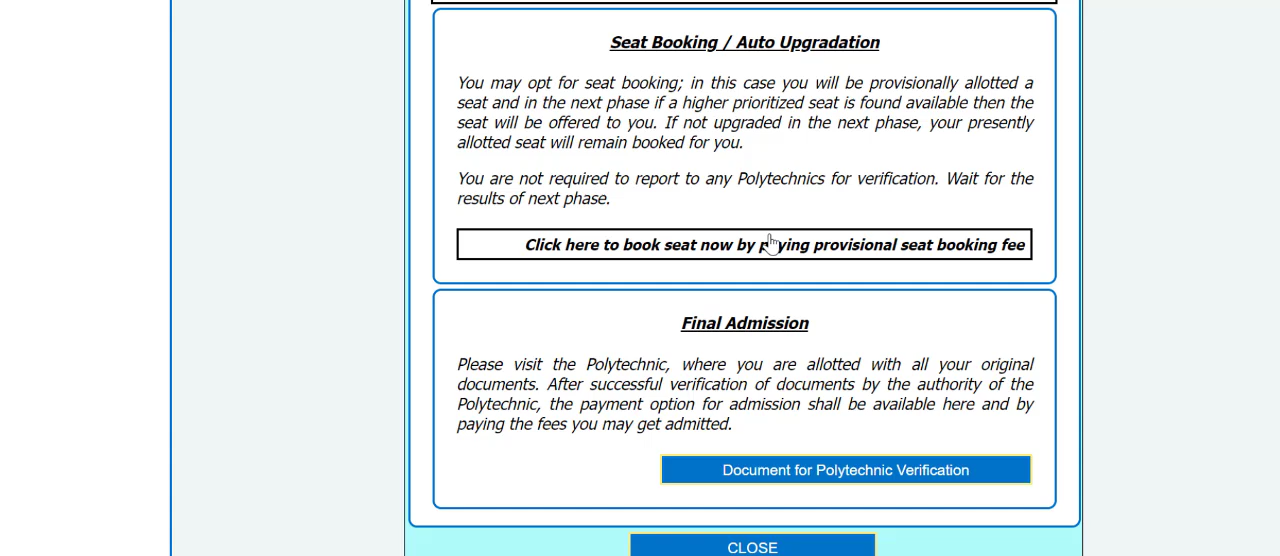 Seat Booking / Auto Upgradation
You may opt for seat booking; in this case you will be provisionally allotted a
seat and in the next phase if a higher prioritized seat is found available then the
seat will be offered to you. If not upgraded in the next phase, your presently
allotted seat will remain booked for you.
You are not required to report to any Polytechnics for verification. Wait for the
results of next phase.
Click here to book seat now by paying provisional seat booking fee
Final Admission
Please visit the Polytechnic, where you are allotted with all your original
documents. After successful verification of documents by the authority of the
Polytechnic, the payment option for admission shall be available here and by
paying the fees you may get admitted.
Document for Polytechnic Verification
CLOSE